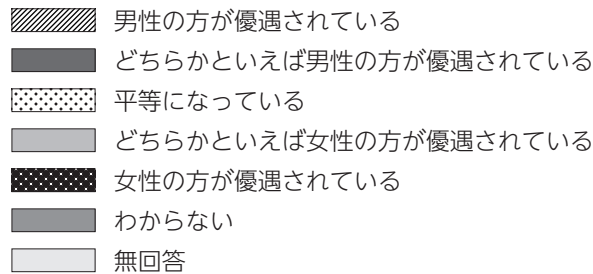 男性の方が優遇されている
どちらかといえば男性の方が優遇されている
平等になっている
どちらかといえば女性の方が優遇されている
女性の方が優遇されている
わからない
無回答